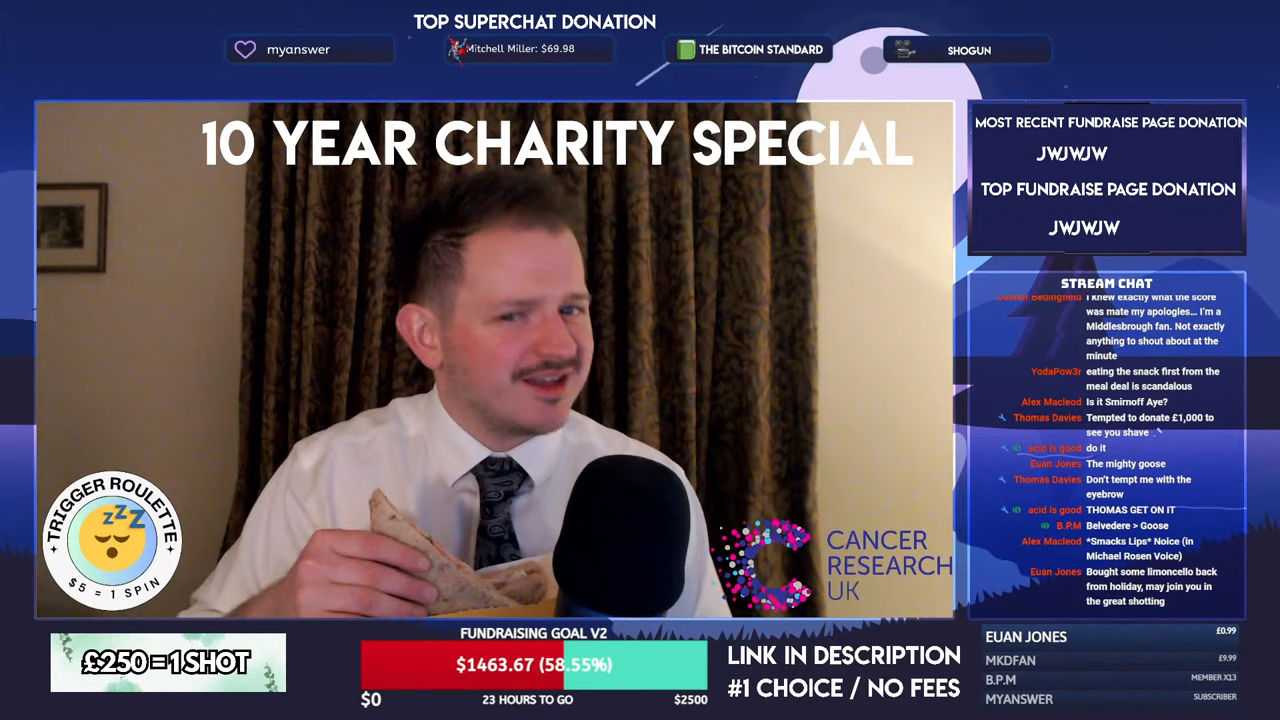 TOP SUPERCHAT DONATION
myanswer
Mitchell Miller: $69.98
THE BITCOIN STANDARD
SHOGUN
10 YEAR CHARITY SPECIAL
MOST RECENT FUNDRAISE PAGE DONATION
JWJWJW
TOP FUNDRAISE PAGE DONATION
JWJWJW
STREAM CHAT
Connor Bedingfield I knew exactly what the score
was mate my apologies... I'm a
Middlesbrough fan. Not exactly
anything to shout about at the
minute
YodaPow3r eating the snack first from the
meal deal is scandalous
Alex Macleod Is it Smirnoff Aye?
Thomas Davies Tempted to donate £1,000 to
see you shave
acid is good do it
Euan Jones The mighty goose
Thomas Davies Don't tempt me with the
eyebrow
acid is good THOMAS GET ON IT
B.P.M Belvedere > Goose
Alex Macleod *Smacks Lips* Noice (in
Michael Rosen Voice)
Euan Jones Bought some limoncello back
from holiday, may join you in
the great shotting
TRIGGER ROULETTE
ZZZ
$5 = 1 SPIN
CANCER
RESEARCH
UK
£250 = 1 SHOT
FUNDRAISING GOAL V2
$1463.67 (58.55%)
$0
23 HOURS TO GO
$2500
LINK IN DESCRIPTION
#1 CHOICE / NO FEES
EUAN JONES £0.99
MKDFAN £9.99
B.P.M MEMBER X13
MYANSWER SUBSCRIBER